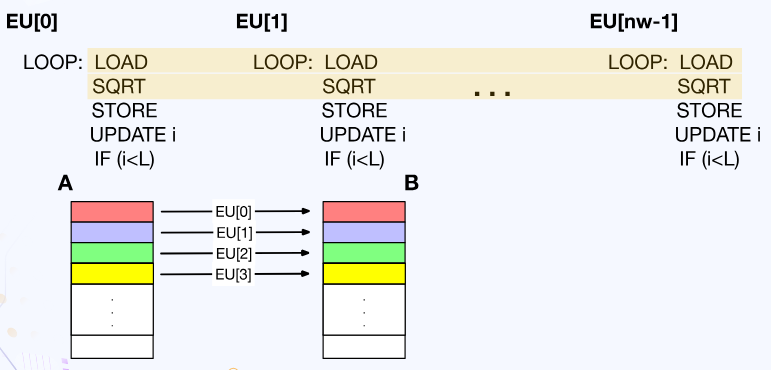 EU[0] EU[1] EU[nw-1]
LOOP: LOAD LOOP: LOAD LOOP: LOAD
SQRT SQRT ... SQRT
STORE STORE STORE
UPDATE i UPDATE i UPDATE i
IF (i<L) IF (i<L) IF (i<L)
A B
EU[0]
EU[1]
EU[2]
EU[3]